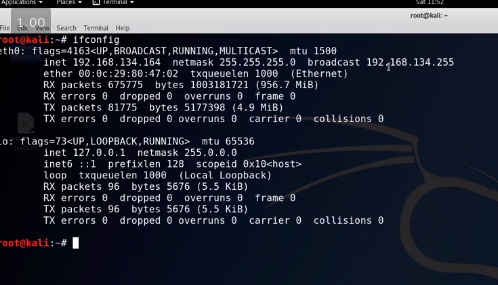 Applications ▾ Places ▾ Terminal ▾ Sat 11:52
1.00
root@kali: ~
File Edit View Search Terminal Help
root@kali:~# ifconfig
eth0: flags=4163<UP,BROADCAST,RUNNING,MULTICAST> mtu 1500
inet 192.168.134.164 netmask 255.255.255.0 broadcast 192.168.134.255
ether 00:0c:29:80:47:02 txqueuelen 1000 (Ethernet)
RX packets 675775 bytes 1003181721 (956.7 MiB)
RX errors 0 dropped 0 overruns 0 frame 0
TX packets 81775 bytes 5177398 (4.9 MiB)
TX errors 0 dropped 0 overruns 0 carrier 0 collisions 0
lo: flags=73<UP,LOOPBACK,RUNNING> mtu 65536
inet 127.0.0.1 netmask 255.0.0.0
inet6 ::1 prefixlen 128 scopeid 0x10<host>
loop txqueuelen 1000 (Local Loopback)
RX packets 96 bytes 5676 (5.5 KiB)
RX errors 0 dropped 0 overruns 0 frame 0
TX packets 96 bytes 5676 (5.5 KiB)
TX errors 0 dropped 0 overruns 0 carrier 0 collisions 0
root@kali:~#